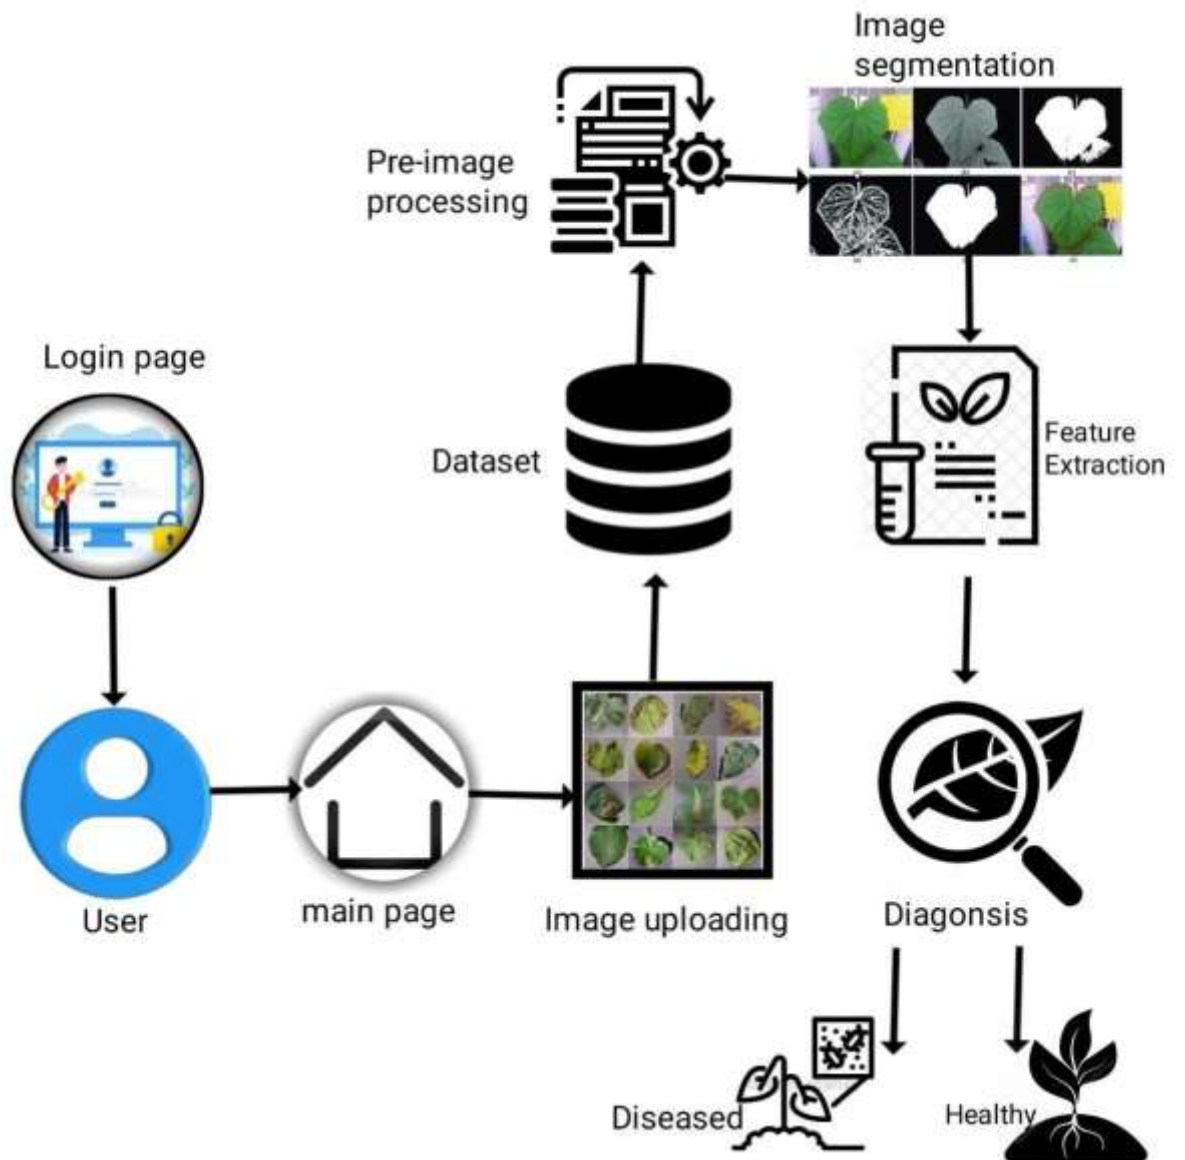 Image
segmentation
Pre-image
processing
Login page
Dataset
Feature
Extraction
User
main page
Image uploading
Diagonsis
Diseased
Healthy